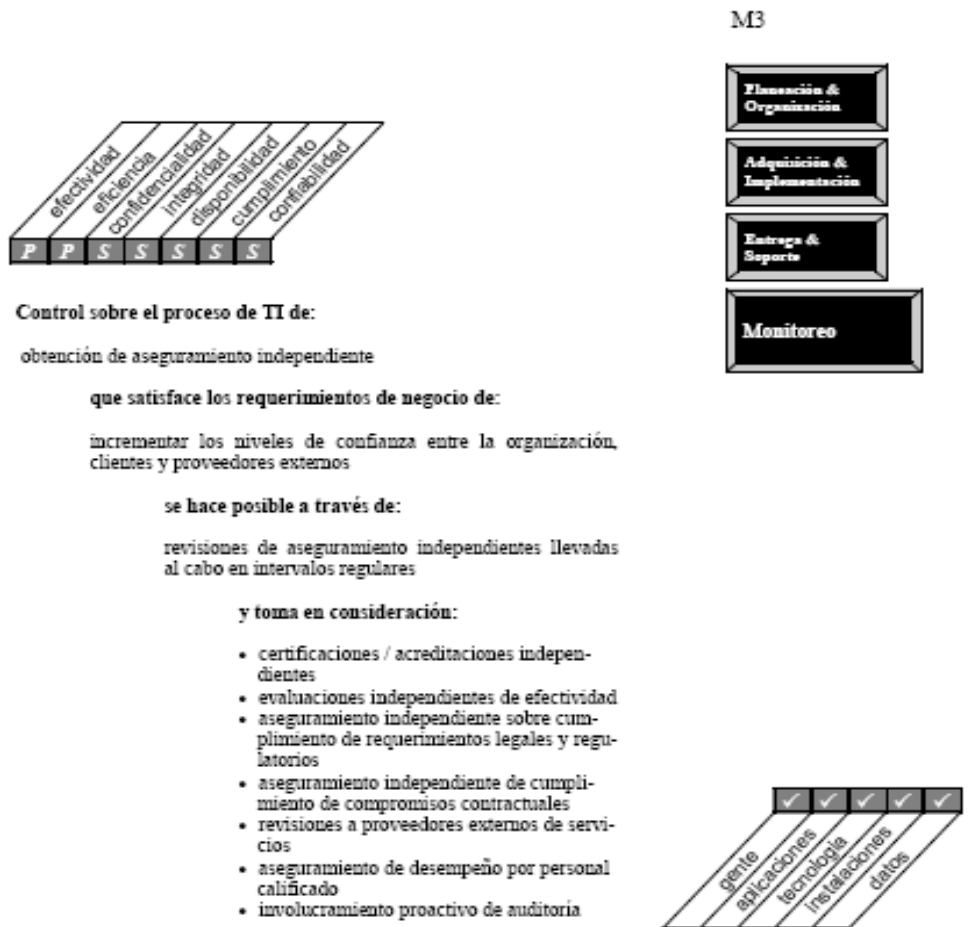 M3
Planeación &
Organización
Adquisición &
Implementación
Entrega &
Soporte
Monitoreo
efectividad
eficiencia
confidencialidad
integridad
disponibilidad
cumplimiento
confiabilidad
P P S S S S S
Control sobre el proceso de TI de:
obtención de aseguramiento independiente
que satisface los requerimientos de negocio de:
incrementar los niveles de confianza entre la organización,
clientes y proveedores externos
se hace posible a través de:
revisiones de aseguramiento independientes llevadas
al cabo en intervalos regulares
y toma en consideración:
• certificaciones / acreditaciones indepen-
dientes
• evaluaciones independientes de efectividad
• aseguramiento independiente sobre cum-
plimiento de requerimientos legales y regu-
latorios
• aseguramiento independiente de cumpli-
miento de compromisos contractuales
• revisiones a proveedores externos de servi-
cios
• aseguramiento de desempeño por personal
calificado
• involucramiento proactivo de auditoría
✓ ✓ ✓ ✓ ✓
gente
aplicaciones
tecnología
instalaciones
datos